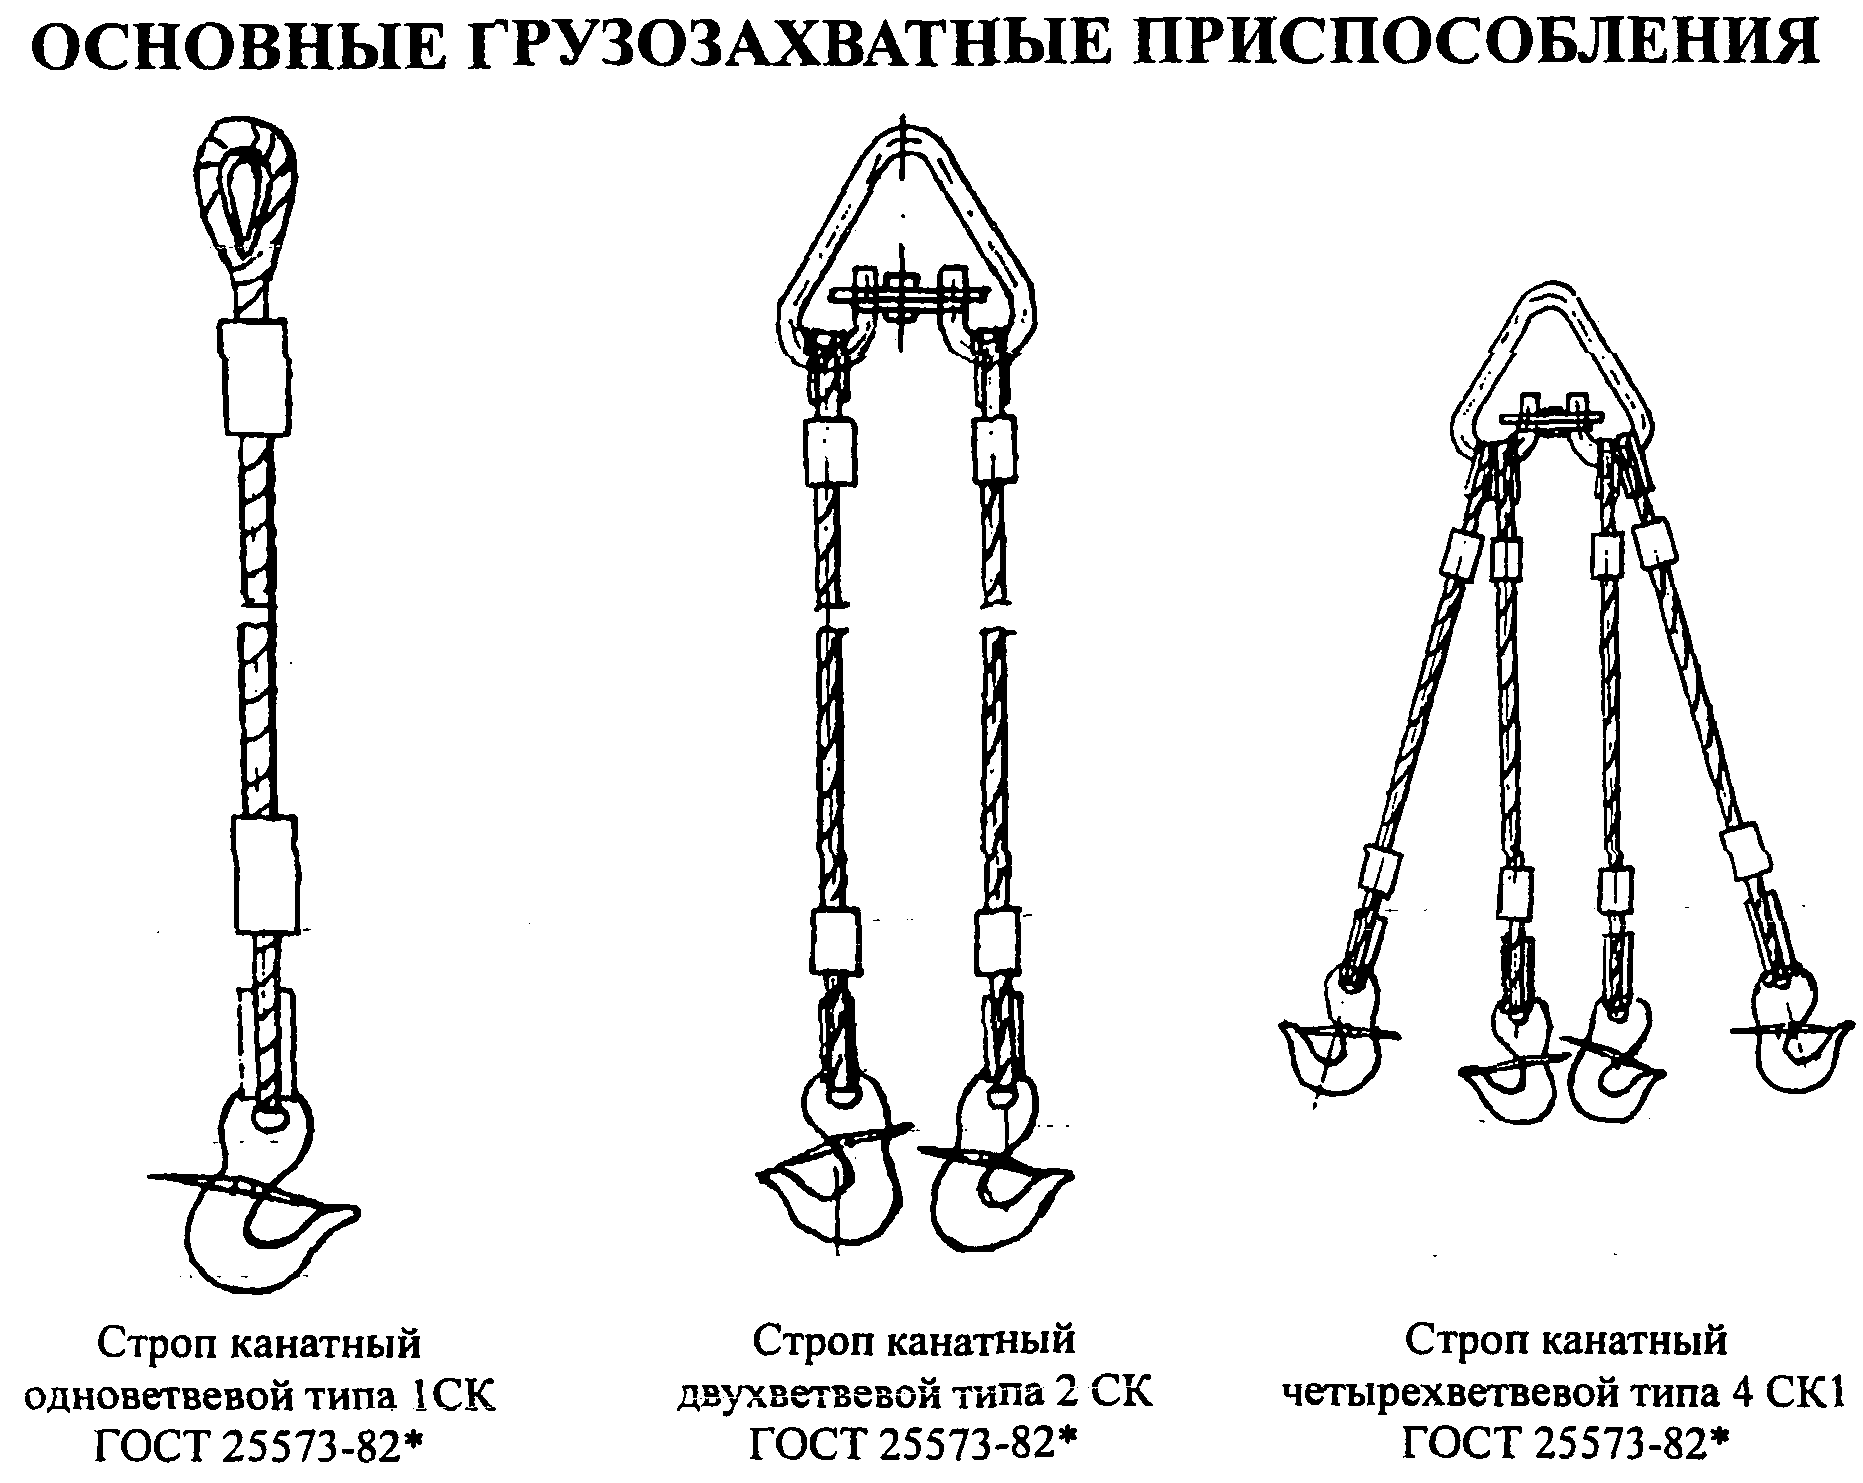 ОСНОВНЫЕ ГРУЗОЗАХВАТНЫЕ ПРИСПОСОБЛЕНИЯ
Строп канатный
одноветвевой типа 1СК
ГОСТ 25573-82*
Строп канатный
двухветвевой типа 2 СК
ГОСТ 25573-82*
Строп канатный
четырехветвевой типа 4 СК1
ГОСТ 25573-82*